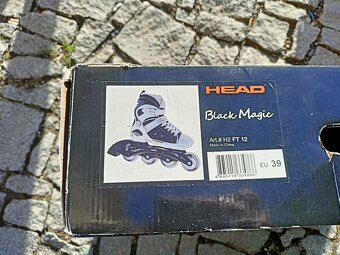 HEAD
Black Magic
Art.# H2 FT 12
Made in China
EU 39